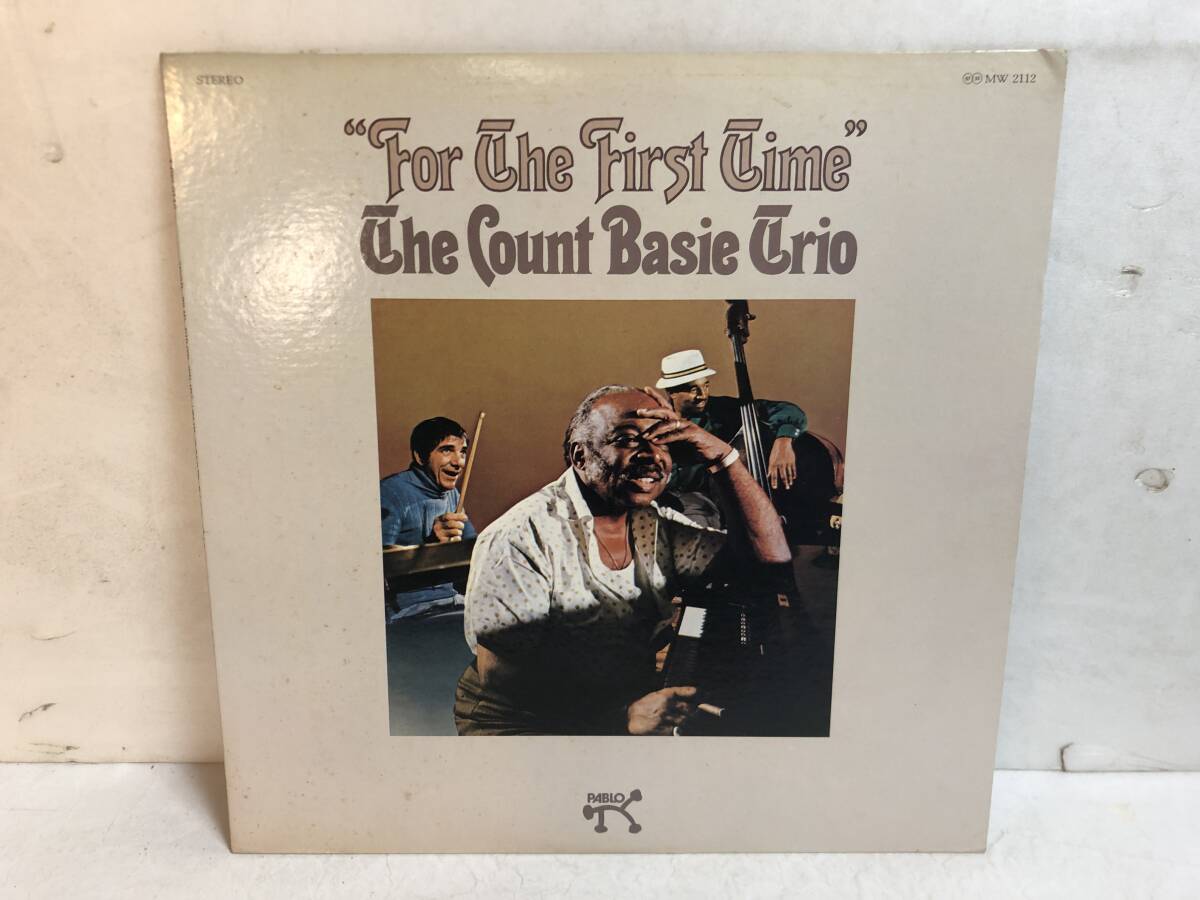 STEREO
MW 2112
“For The First Time”
The Count Basie Trio
PABLO